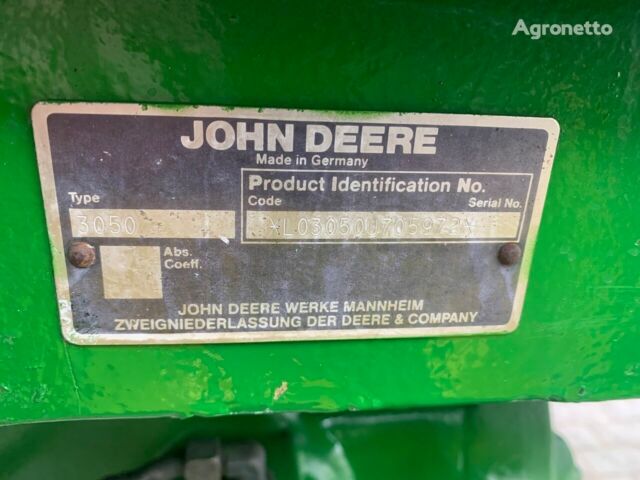 Agronetto
JOHN DEERE
Made in Germany
Product Identification No.
Type
Code Serial No.
3050 *L03050U705973*
Abs.
Coeff.
JOHN DEERE WERKE MANNHEIM
ZWEIGNIEDERLASSUNG DER DEERE & COMPANY